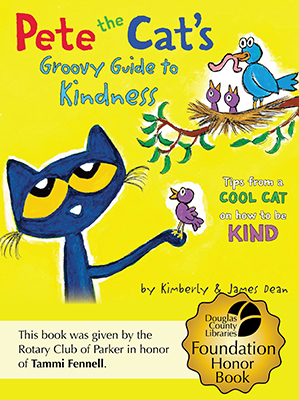 Pete the Cat's
Groovy Guide to
Kindness
Tips from a
COOL CAT
on how to be
KIND
by Kimberly & James Dean
Douglas
County
Libraries
Foundation
Honor
Book
This book was given by the
Rotary Club of Parker in honor
of Tammi Fennell.